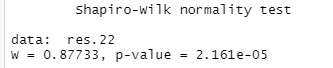 Shapiro-Wilk normality test
data:  res.22
W = 0.87733, p-value = 2.161e-05